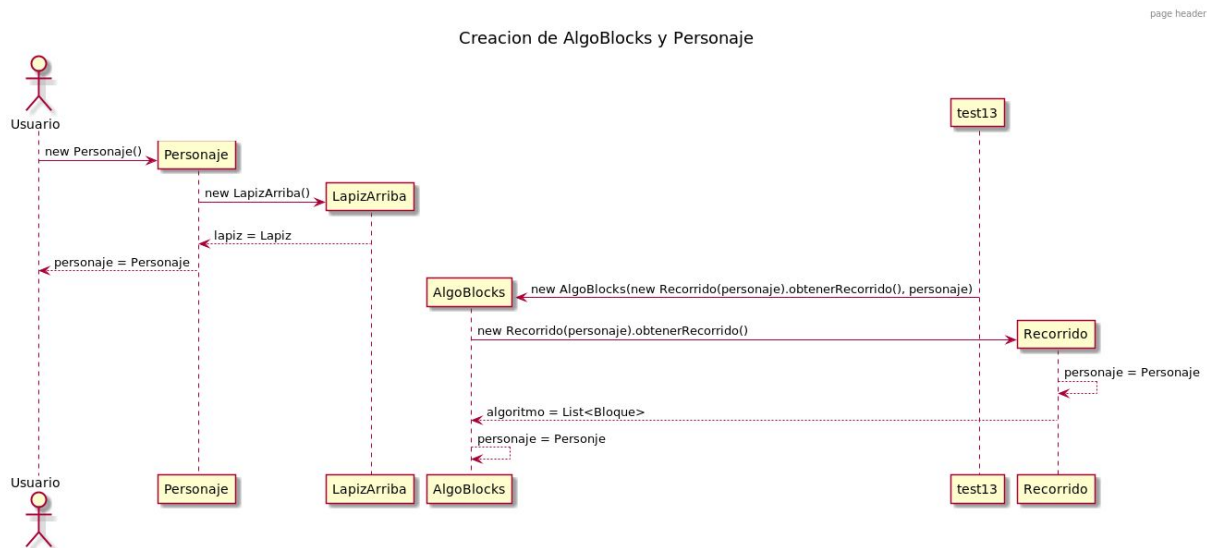 page header
Creacion de AlgoBlocks y Personaje
Usuario
test13
new Personaje()
Personaje
new LapizArriba()
LapizArriba
lapiz = Lapiz
personaje = Personaje
AlgoBlocks
new AlgoBlocks(new Recorrido(personaje).obtenerRecorrido(), personaje)
new Recorrido(personaje).obtenerRecorrido()
Recorrido
personaje = Personaje
algoritmo = List<Bloque>
personaje = Personje
Usuario
Personaje
LapizArriba
AlgoBlocks
test13
Recorrido